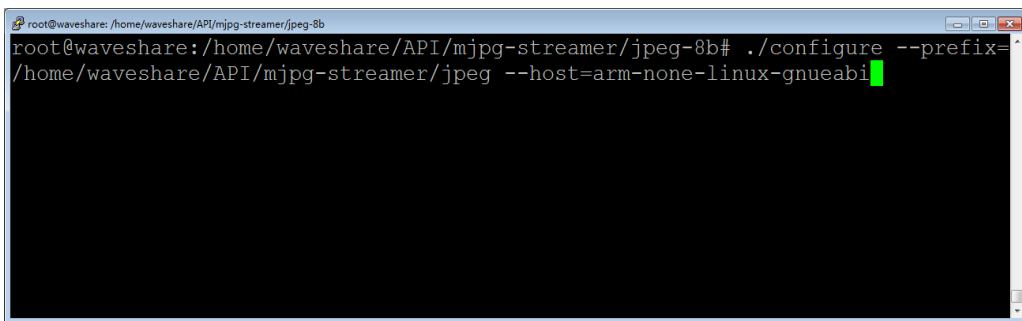 root@waveshare: /home/waveshare/API/mjpg-streamer/jpeg-8b
root@waveshare:/home/waveshare/API/mjpg-streamer/jpeg-8b# ./configure --prefix=
/home/waveshare/API/mjpg-streamer/jpeg --host=arm-none-linux-gnueabi